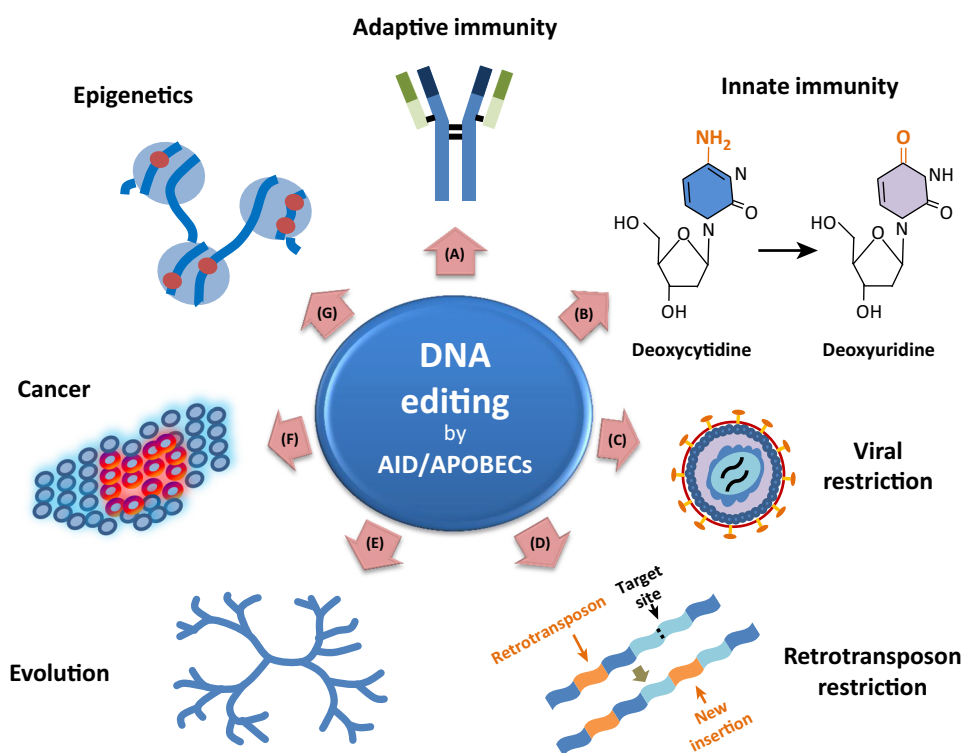 Adaptive immunity
Epigenetics
Innate immunity
NH2
N
O
N
HO
O
OH
Deoxycytidine
O
NH
O
N
HO
O
OH
Deoxyuridine
(A)
(B)
(G)
DNA
editing
by
AID/APOBECs
Cancer
(F)
(C)
Viral
restriction
(E)
(D)
Evolution
Target
site
Retrotransposon
New
insertion
Retrotransposon
restriction